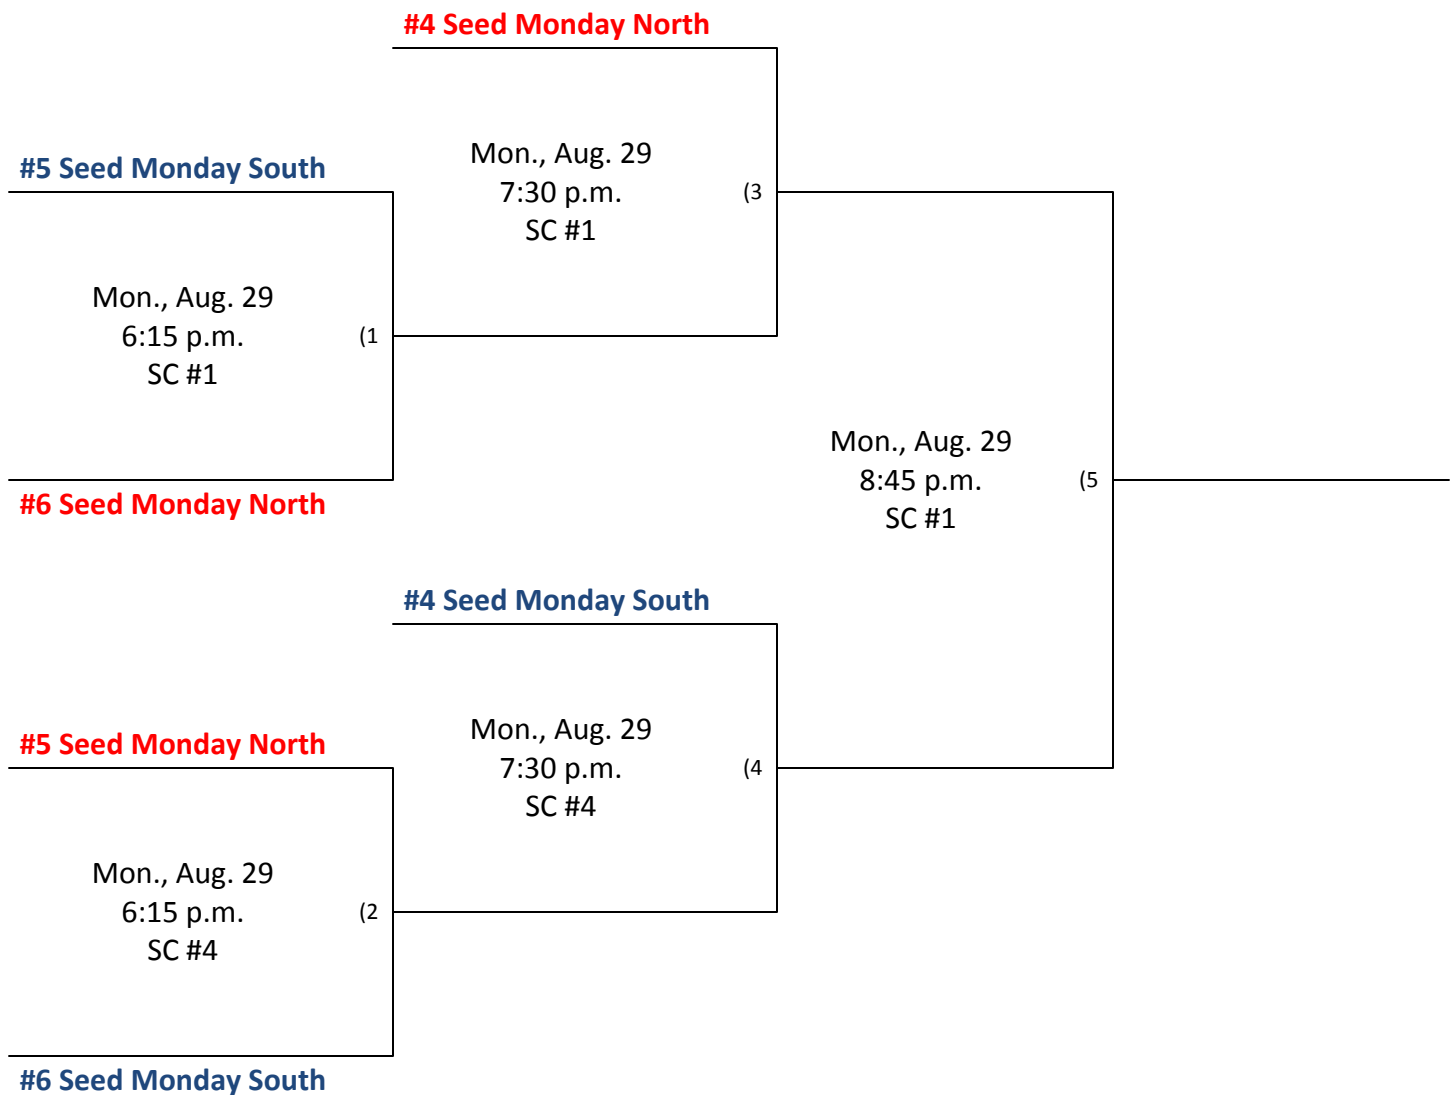 #4 Seed Monday North
Mon., Aug. 29
7:30 p.m.
SC #1
(3
#5 Seed Monday South
Mon., Aug. 29
6:15 p.m.
SC #1
(1
#6 Seed Monday North
Mon., Aug. 29
8:45 p.m.
SC #1
(5
#4 Seed Monday South
Mon., Aug. 29
7:30 p.m.
SC #4
(4
#5 Seed Monday North
Mon., Aug. 29
6:15 p.m.
SC #4
(2
#6 Seed Monday South